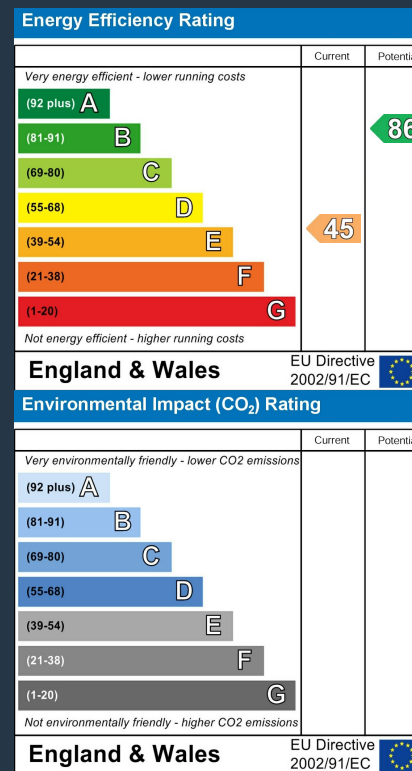 Energy Efficiency Rating
Current Potentia
Very energy efficient - lower running costs
(92 plus) A
(81-91) B 86
(69-80) C
(55-68) D
(39-54) E 45
(21-38) F
(1-20) G
Not energy efficient - higher running costs
England & Wales EU Directive 2002/91/EC
Environmental Impact (CO₂) Rating
Current Potentia
Very environmentally friendly - lower CO2 emissions
(92 plus) A
(81-91) B
(69-80) C
(55-68) D
(39-54) E
(21-38) F
(1-20) G
Not environmentally friendly - higher CO2 emissions
England & Wales EU Directive 2002/91/EC